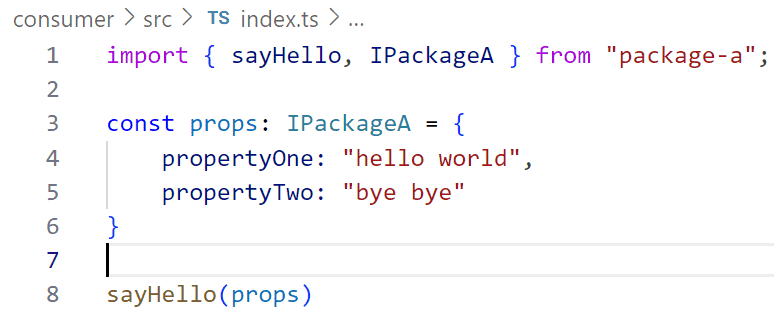 consumer > src > TS index.ts > ...
1 import { sayHello, IPackageA } from "package-a";
2
3 const props: IPackageA = {
4     propertyOne: "hello world",
5     propertyTwo: "bye bye"
6 }
7
8 sayHello(props)